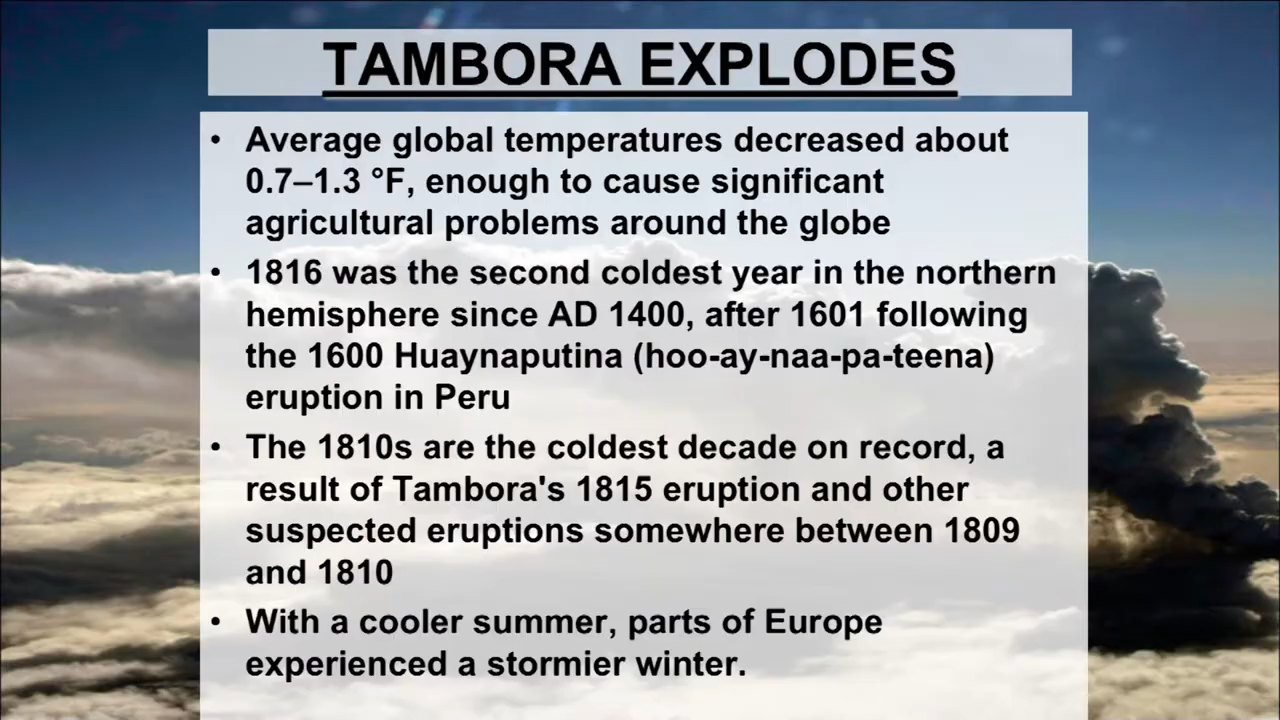 TAMBORA EXPLODES
• Average global temperatures decreased about
0.7–1.3 °F, enough to cause significant
agricultural problems around the globe
• 1816 was the second coldest year in the northern
hemisphere since AD 1400, after 1601 following
the 1600 Huaynaputina (hoo-ay-naa-pa-teena)
eruption in Peru
• The 1810s are the coldest decade on record, a
result of Tambora's 1815 eruption and other
suspected eruptions somewhere between 1809
and 1810
• With a cooler summer, parts of Europe
experienced a stormier winter.